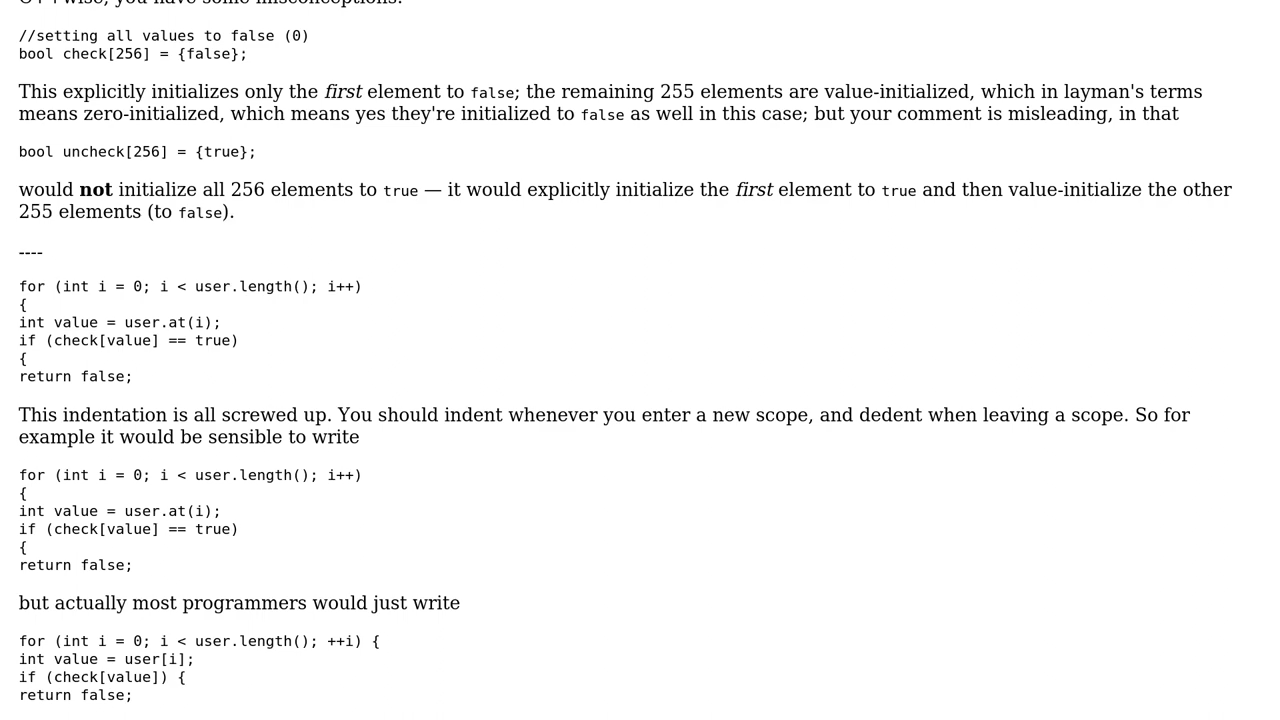 C++-wise, you have some misconceptions.
//setting all values to false (0)
bool check[256] = {false};
This explicitly initializes only the first element to false; the remaining 255 elements are value-initialized, which in layman's terms
means zero-initialized, which means yes they're initialized to false as well in this case; but your comment is misleading, in that
bool uncheck[256] = {true};
would not initialize all 256 elements to true — it would explicitly initialize the first element to true and then value-initialize the other
255 elements (to false).
----
for (int i = 0; i < user.length(); i++)
{
int value = user.at(i);
if (check[value] == true)
{
return false;
This indentation is all screwed up. You should indent whenever you enter a new scope, and dedent when leaving a scope. So for
example it would be sensible to write
for (int i = 0; i < user.length(); i++)
{
int value = user.at(i);
if (check[value] == true)
{
return false;
but actually most programmers would just write
for (int i = 0; i < user.length(); ++i) {
int value = user[i];
if (check[value]) {
return false;